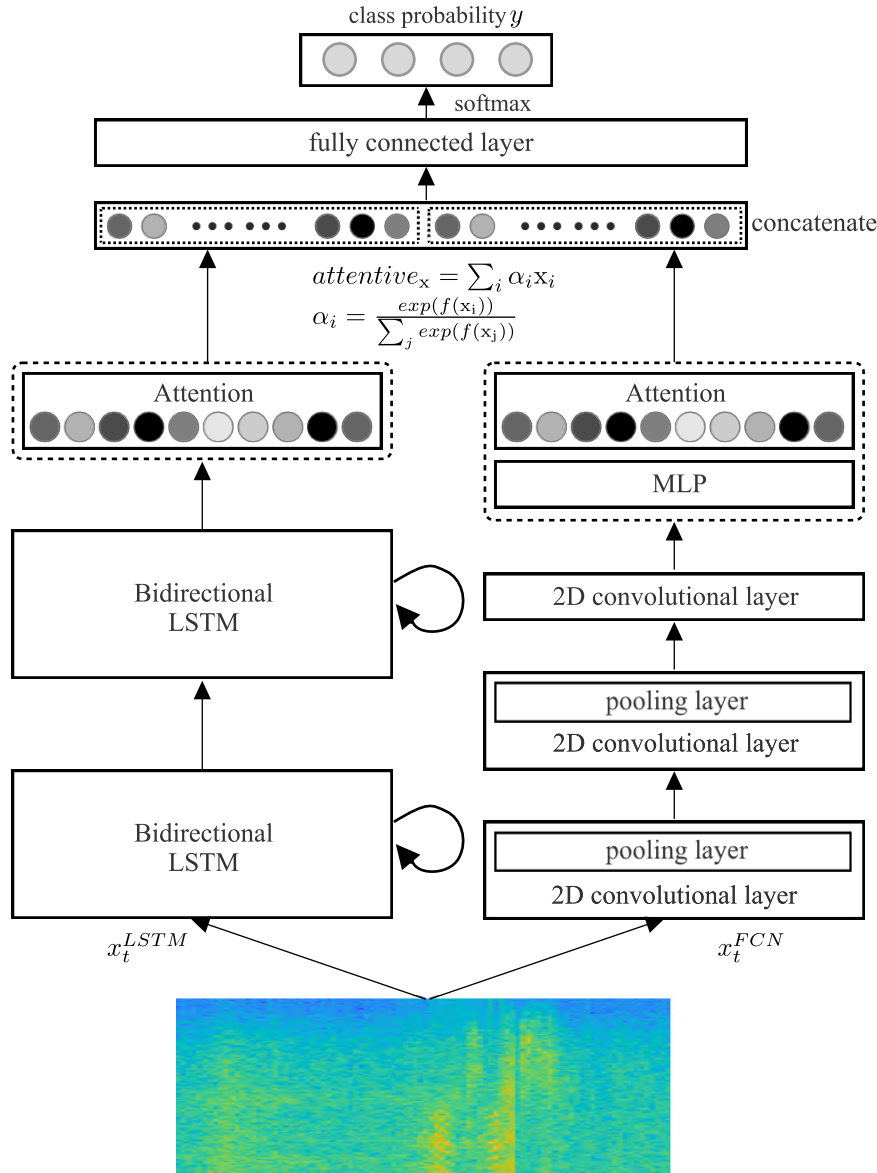 class probability y
softmax
fully connected layer
concatenate
attentive_x = ∑_i α_i x_i
α_i = exp(f(x_i)) / ∑_j exp(f(x_j))
Attention
Attention
MLP
Bidirectional
LSTM
2D convolutional layer
pooling layer
2D convolutional layer
Bidirectional
LSTM
pooling layer
2D convolutional layer
x_t^{LSTM}
x_t^{FCN}